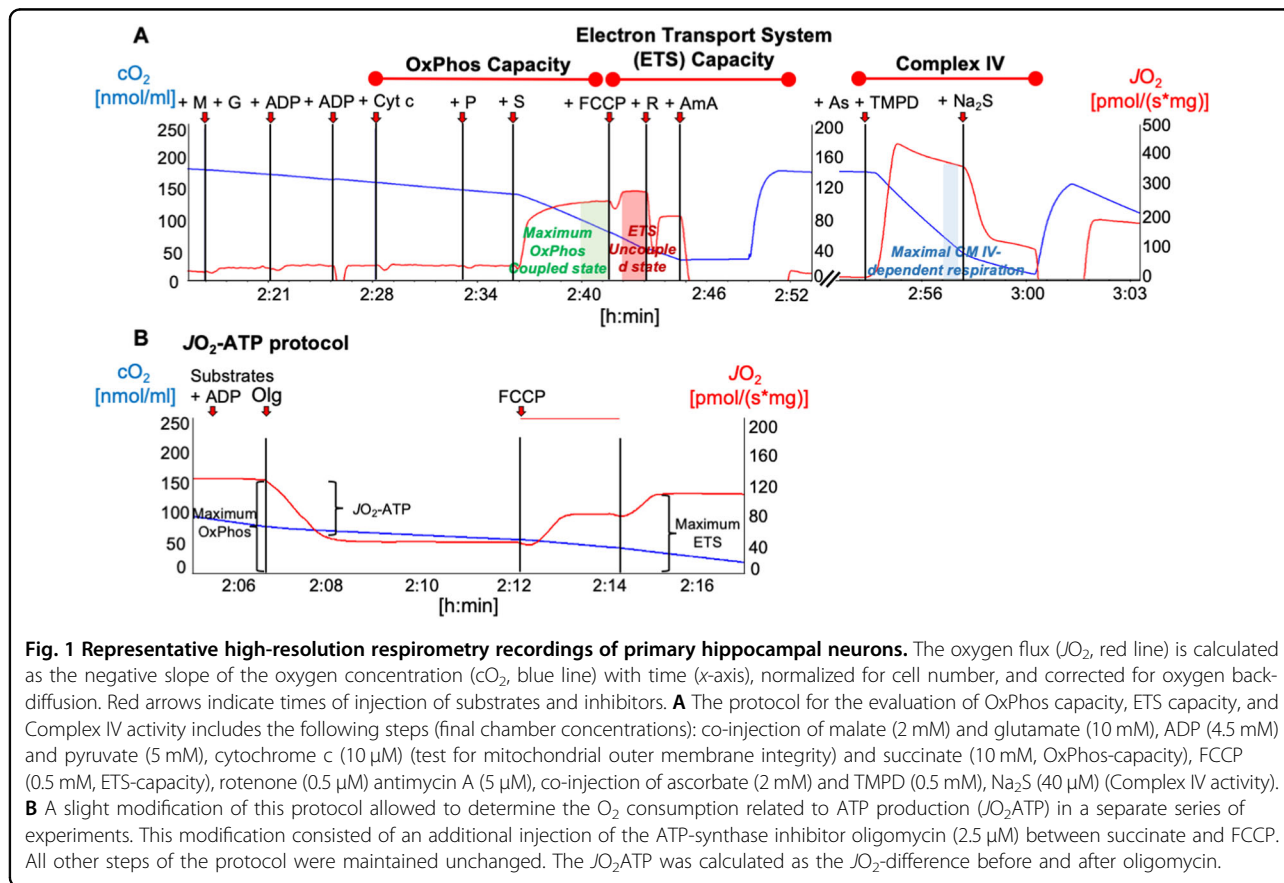 A
Electron Transport System
(ETS) Capacity
OxPhos Capacity
Complex IV
cO₂
[nmol/ml]
JO₂
[pmol/(s*mg)]
+ M + G + ADP + ADP + Cyt c + P + S + FCCP + R + AmA + As + TMPD + Na₂S
250
200
150
100
50
0
200
160
120
80
40
0
500
400
300
200
100
0
Maximum
OxPhos
Coupled state
ETS
Uncouple
d state
Maximal CM IV-
dependent respiration
2:21 2:28 2:34 2:40 2:46 2:52 2:56 3:00 3:03
[h:min]
B JO₂-ATP protocol
cO₂
[nmol/ml]
Substrates
+ ADP Olg
FCCP
JO₂
[pmol/(s*mg)]
250
200
150
100
50
0
200
160
120
80
40
0
Maximum
OxPhos
JO₂-ATP
Maximum
ETS
2:06 2:08 2:10 2:12 2:14 2:16
[h:min]
Fig. 1 Representative high-resolution respirometry recordings of primary hippocampal neurons. The oxygen flux (JO₂, red line) is calculated
as the negative slope of the oxygen concentration (cO₂, blue line) with time (x-axis), normalized for cell number, and corrected for oxygen back-
diffusion. Red arrows indicate times of injection of substrates and inhibitors. A The protocol for the evaluation of OxPhos capacity, ETS capacity, and
Complex IV activity includes the following steps (final chamber concentrations): co-injection of malate (2 mM) and glutamate (10 mM), ADP (4.5 mM)
and pyruvate (5 mM), cytochrome c (10 µM) (test for mitochondrial outer membrane integrity) and succinate (10 mM, OxPhos-capacity), FCCP
(0.5 mM, ETS-capacity), rotenone (0.5 µM) antimycin A (5 µM), co-injection of ascorbate (2 mM) and TMPD (0.5 mM), Na₂S (40 µM) (Complex IV activity).
B A slight modification of this protocol allowed to determine the O₂ consumption related to ATP production (JO₂ATP) in a separate series of
experiments. This modification consisted of an additional injection of the ATP-synthase inhibitor oligomycin (2.5 µM) between succinate and FCCP.
All other steps of the protocol were maintained unchanged. The JO₂ATP was calculated as the JO₂-difference before and after oligomycin.